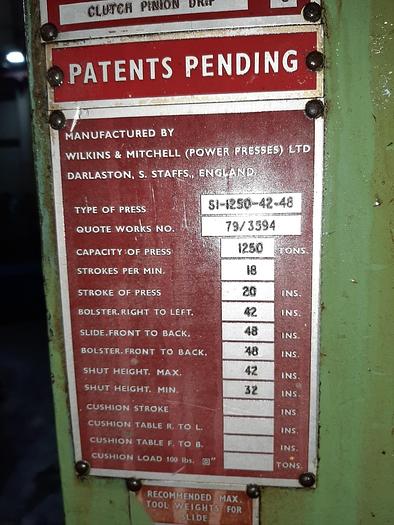 CLUTCH PINION DRIP
PATENTS PENDING
MANUFACTURED BY
WILKINS & MITCHELL (POWER PRESSES) LTD
DARLASTON, S. STAFFS., ENGLAND.
TYPE OF PRESS S1-1250-42-48
QUOTE WORKS NO. 79/3594
CAPACITY OF PRESS 1250 TONS.
STROKES PER MIN. 18
STROKE OF PRESS 20 INS.
BOLSTER.RIGHT TO LEFT. 42 INS.
SLIDE.FRONT TO BACK. 48 INS.
BOLSTER.FRONT TO BACK. 48 INS.
SHUT HEIGHT. MAX. 42 INS.
SHUT HEIGHT. MIN. 32 INS.
CUSHION STROKE INS
CUSHION TABLE R. TO L. INS.
CUSHION TABLE F. TO B. INS.
CUSHION LOAD 100 lbs. TONS.
RECOMMENDED MAX.
TOOL WEIGHTS FOR
SLIDE